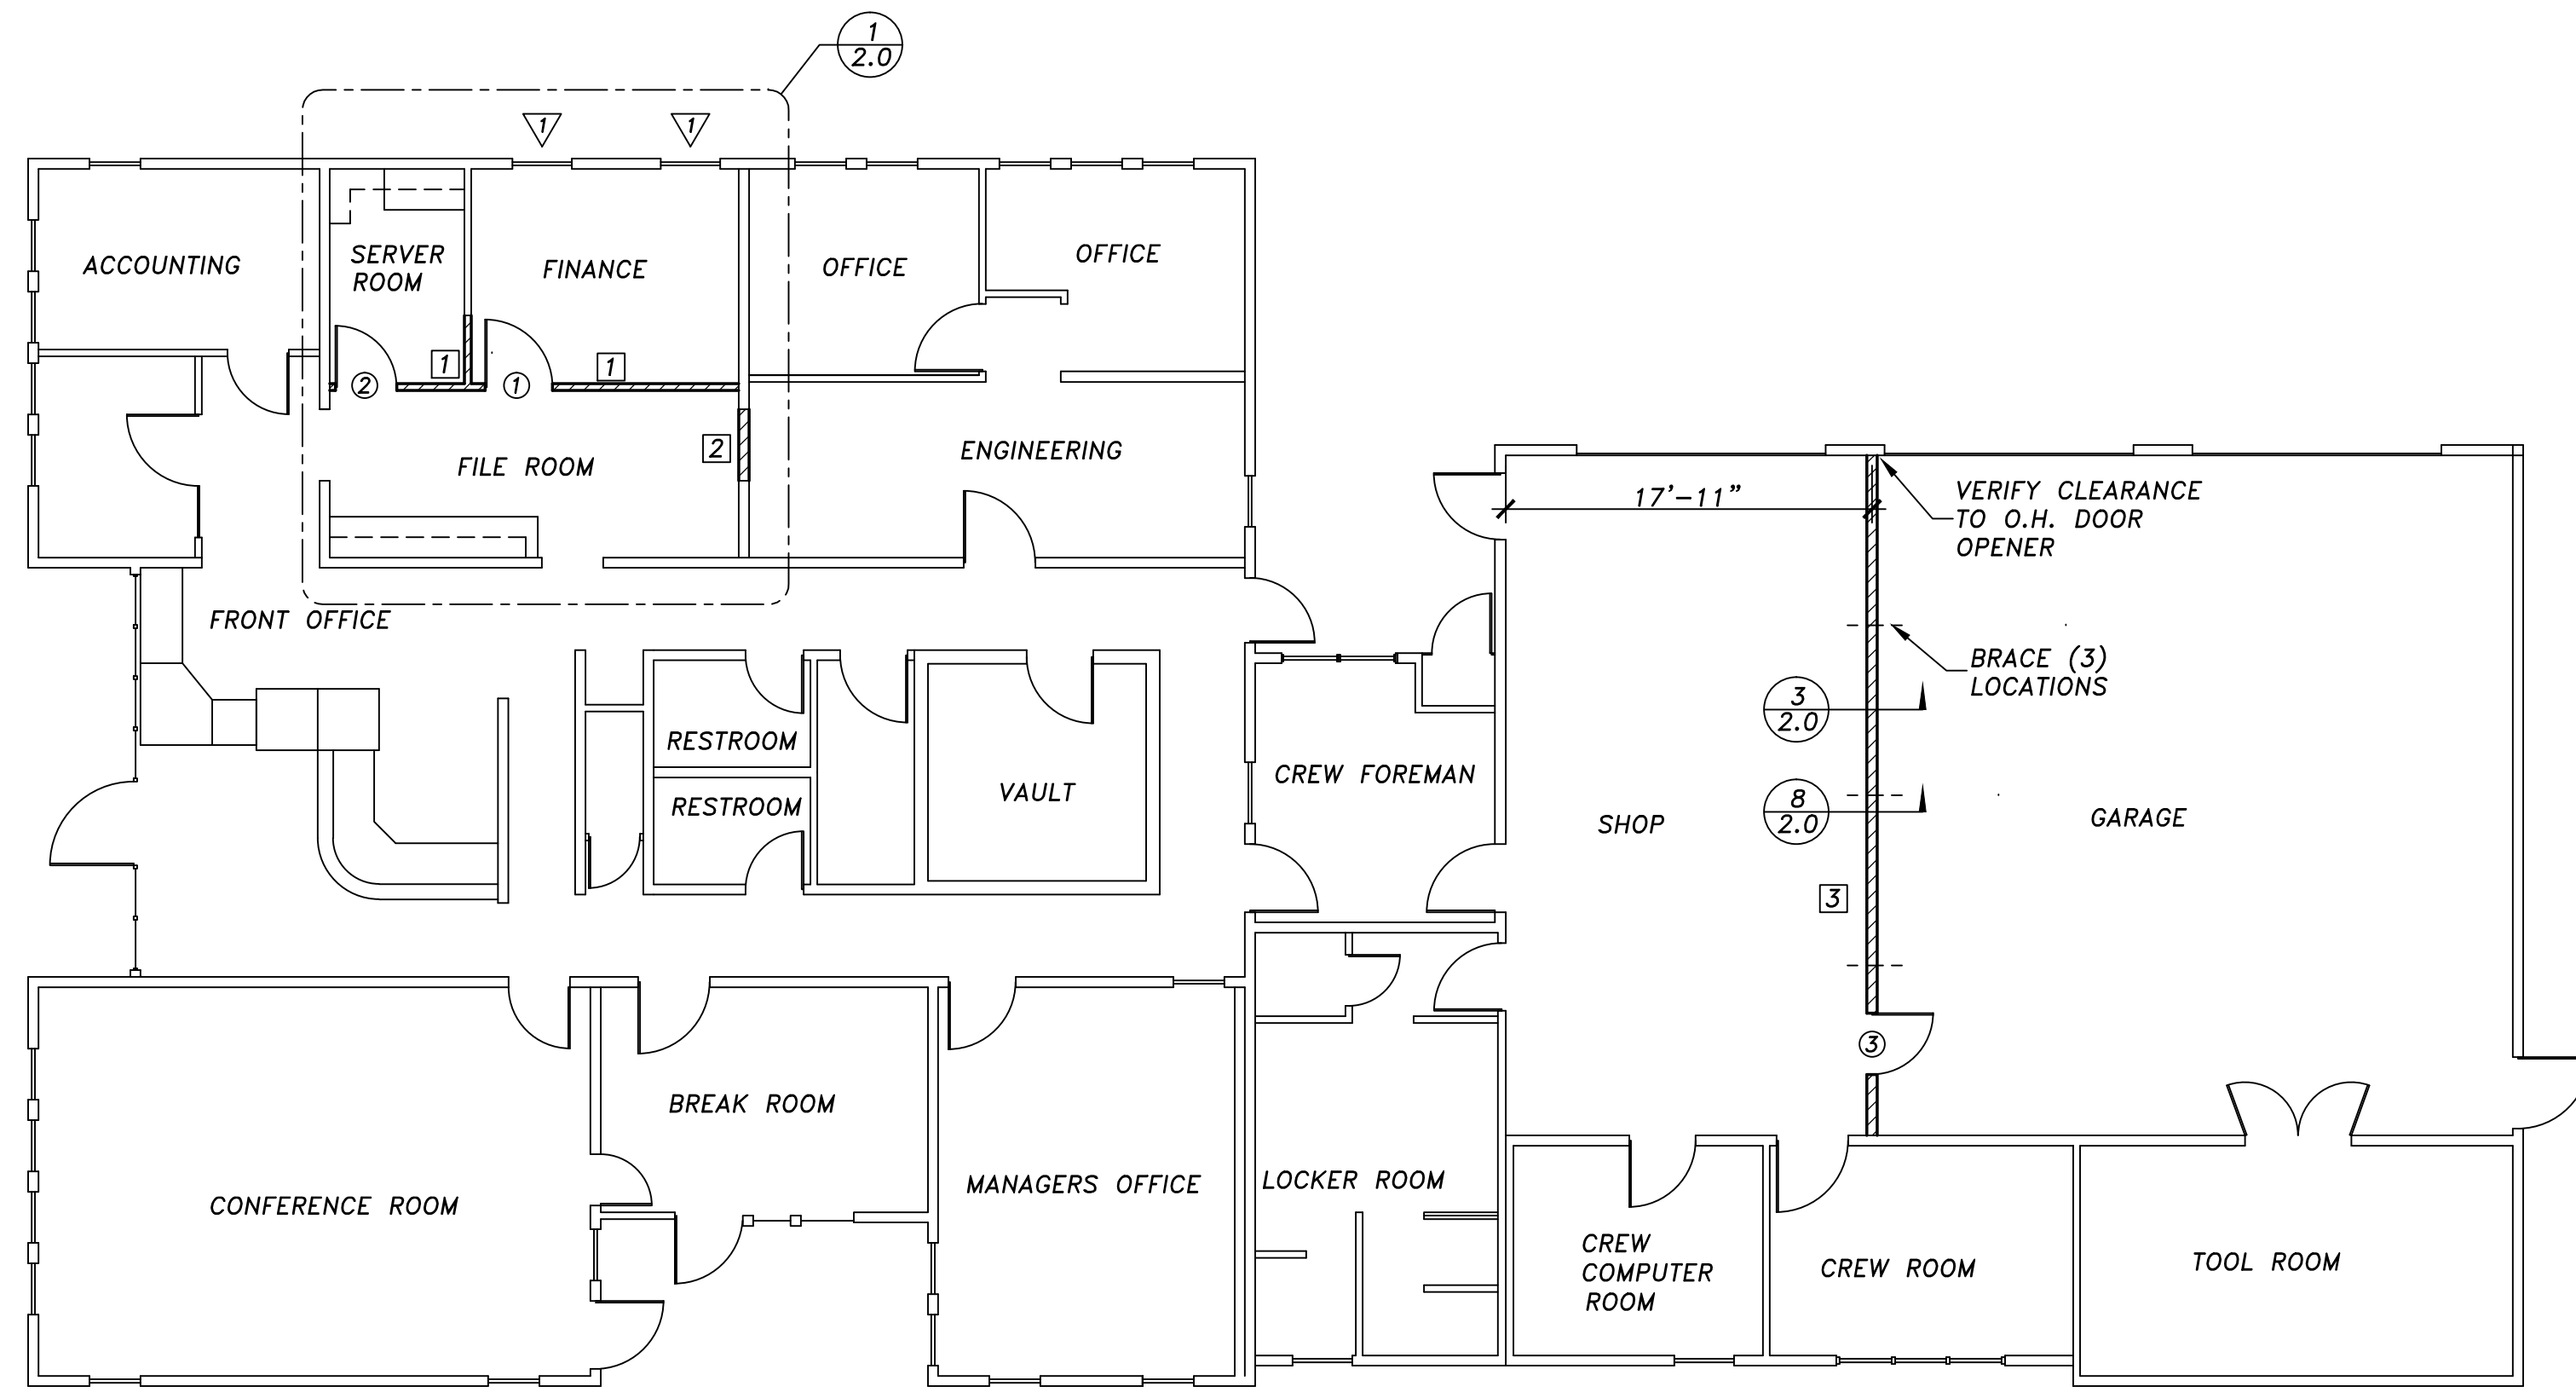 1
2.0
1
1
ACCOUNTING
SERVER
ROOM
FINANCE
OFFICE
OFFICE
1
1
2
1
2
FILE ROOM
ENGINEERING
17'-11"
VERIFY CLEARANCE
TO O.H. DOOR
OPENER
FRONT OFFICE
BRACE (3)
LOCATIONS
3
2.0
RESTROOM
RESTROOM
VAULT
CREW FOREMAN
8
2.0
SHOP
GARAGE
3
3
BREAK ROOM
CONFERENCE ROOM
MANAGERS OFFICE
LOCKER ROOM
CREW
COMPUTER
ROOM
CREW ROOM
TOOL ROOM